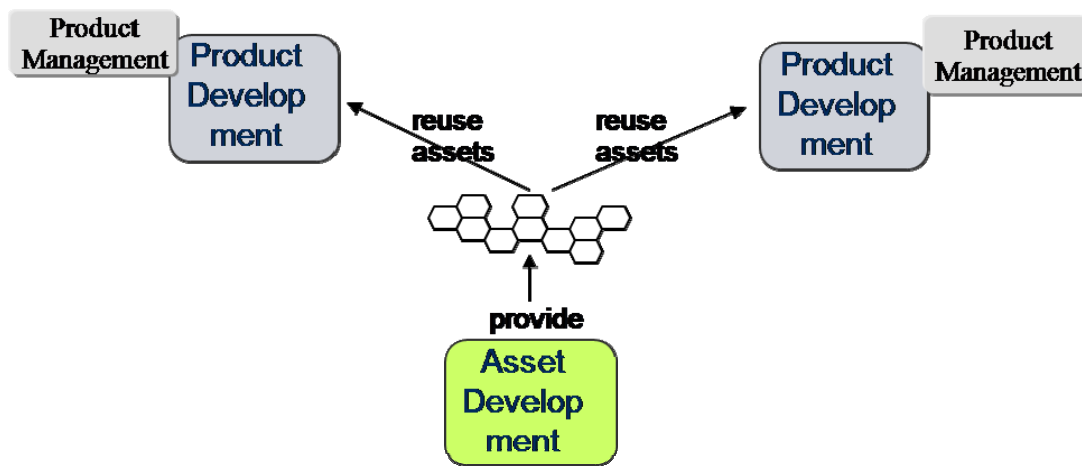 Product
Management
Product
Develop
ment
Product
Management
Product
Develop
ment
reuse
assets
reuse
assets
provide
Asset
Develop
ment